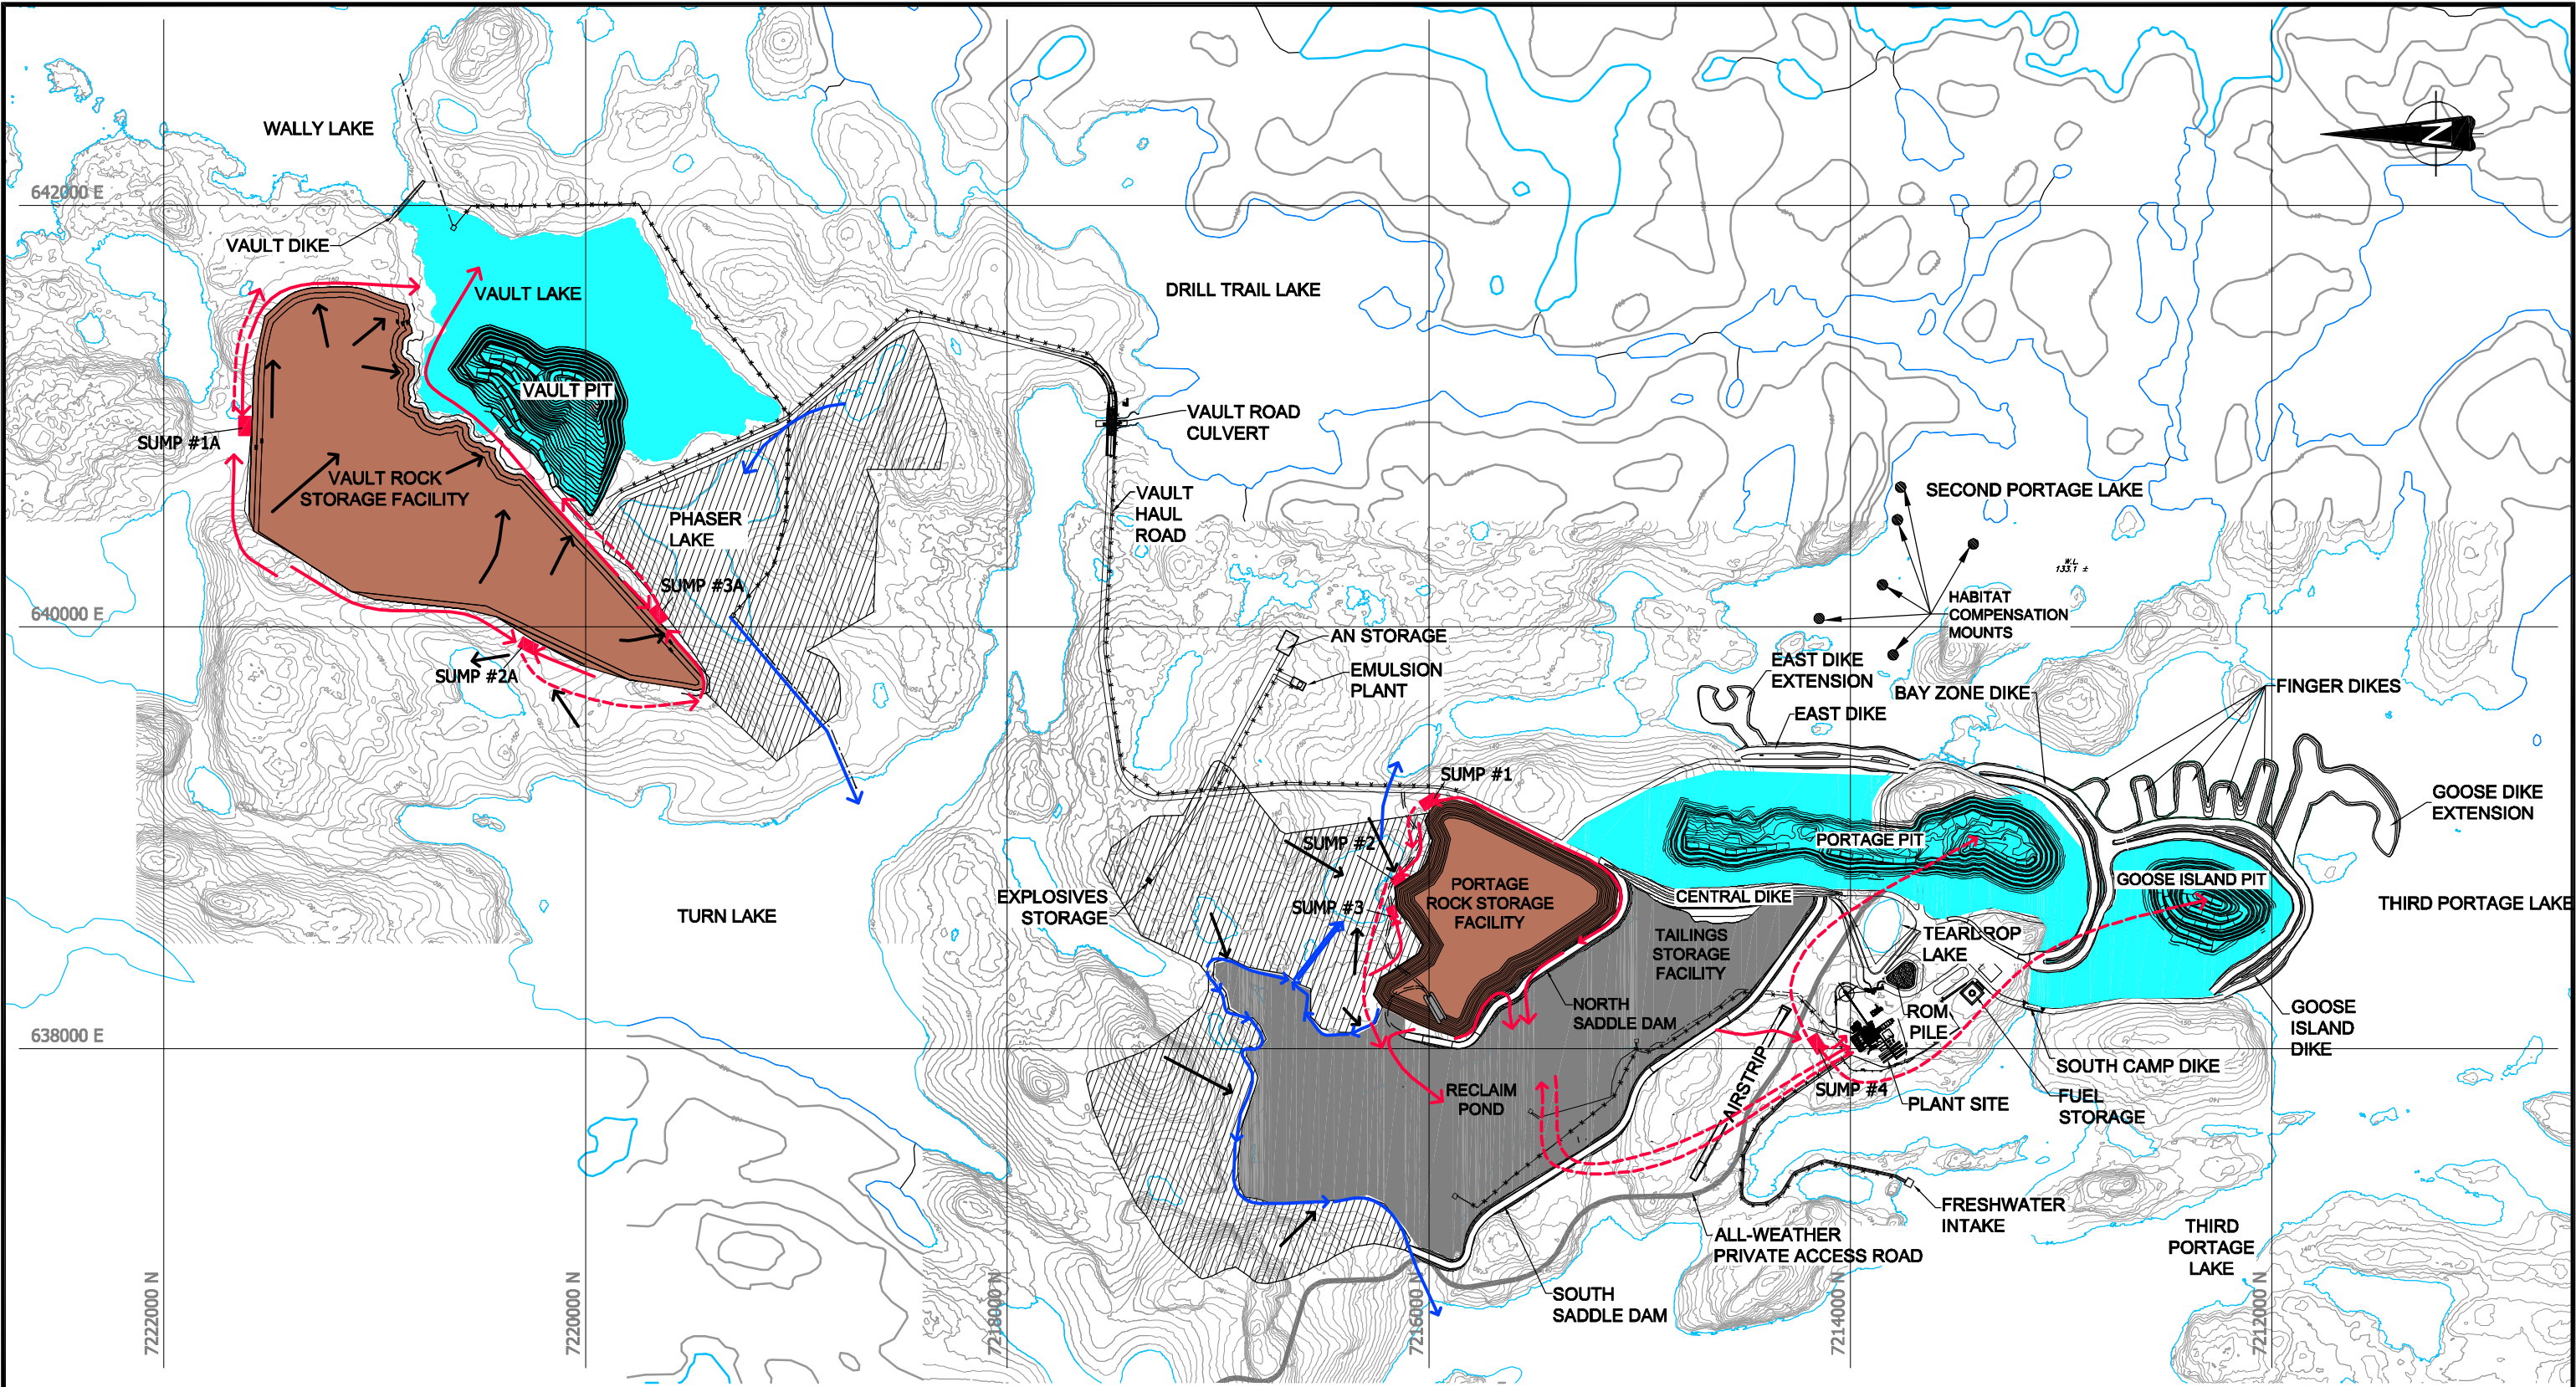 WALLY LAKE
N
642000 E
VAULT DIKE
VAULT LAKE
DRILL TRAIL LAKE
VAULT PIT
VAULT ROAD
CULVERT
SUMP #1A
VAULT ROCK
STORAGE FACILITY
VAULT
HAUL
ROAD
SECOND PORTAGE LAKE
PHASER
LAKE
W.L.
133.1 ±
SUMP #3A
HABITAT
COMPENSATION
MOUNTS
640000 E
AN STORAGE
EMULSION
PLANT
SUMP #2A
EAST DIKE
EXTENSION
BAY ZONE DIKE
FINGER DIKES
EAST DIKE
SUMP #1
GOOSE DIKE
EXTENSION
SUMP #2
PORTAGE PIT
GOOSE ISLAND PIT
EXPLOSIVES
STORAGE
PORTAGE
ROCK STORAGE
FACILITY
CENTRAL DIKE
THIRD PORTAGE LAKE
SUMP #3
TURN LAKE
TAILINGS
STORAGE
FACILITY
TEARDROP
LAKE
NORTH
SADDLE DAM
ROM
PILE
GOOSE
ISLAND
DIKE
638000 E
SOUTH CAMP DIKE
RECLAIM
POND
AIRSTRIP
SUMP #4
PLANT SITE
FUEL
STORAGE
FRESHWATER
INTAKE
ALL-WEATHER
PRIVATE ACCESS ROAD
THIRD
PORTAGE
LAKE
SOUTH
SADDLE DAM
7222000 N
7220000 N
7218000 N
7216000 N
7214000 N
7212000 N